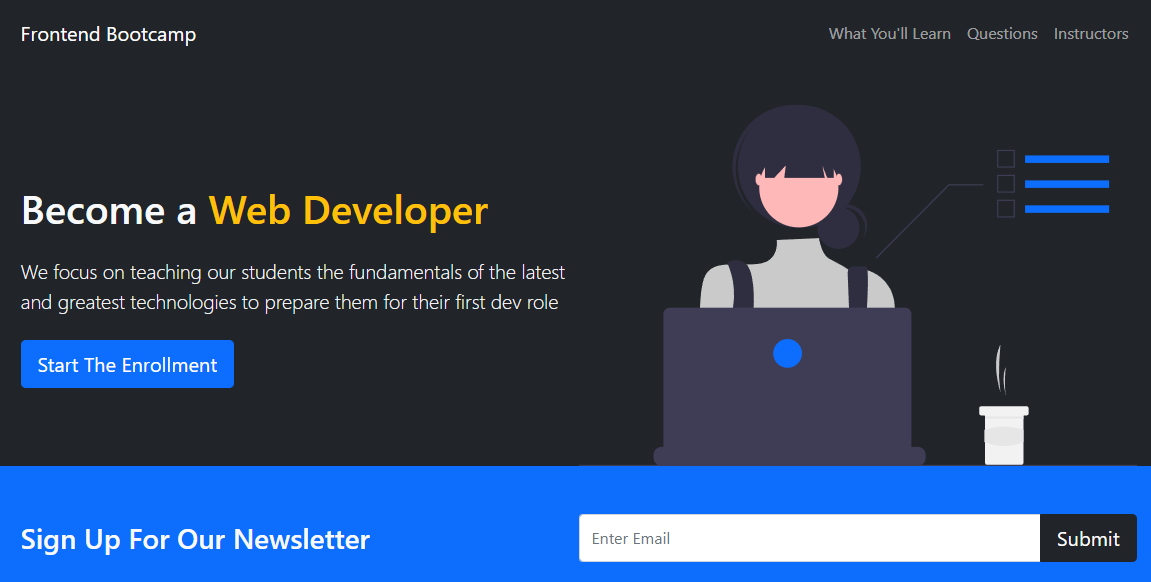 Frontend Bootcamp
What You'll Learn
Questions
Instructors
Become a Web Developer
We focus on teaching our students the fundamentals of the latest
and greatest technologies to prepare them for their first dev role
Start The Enrollment
Sign Up For Our Newsletter
Enter Email
Submit